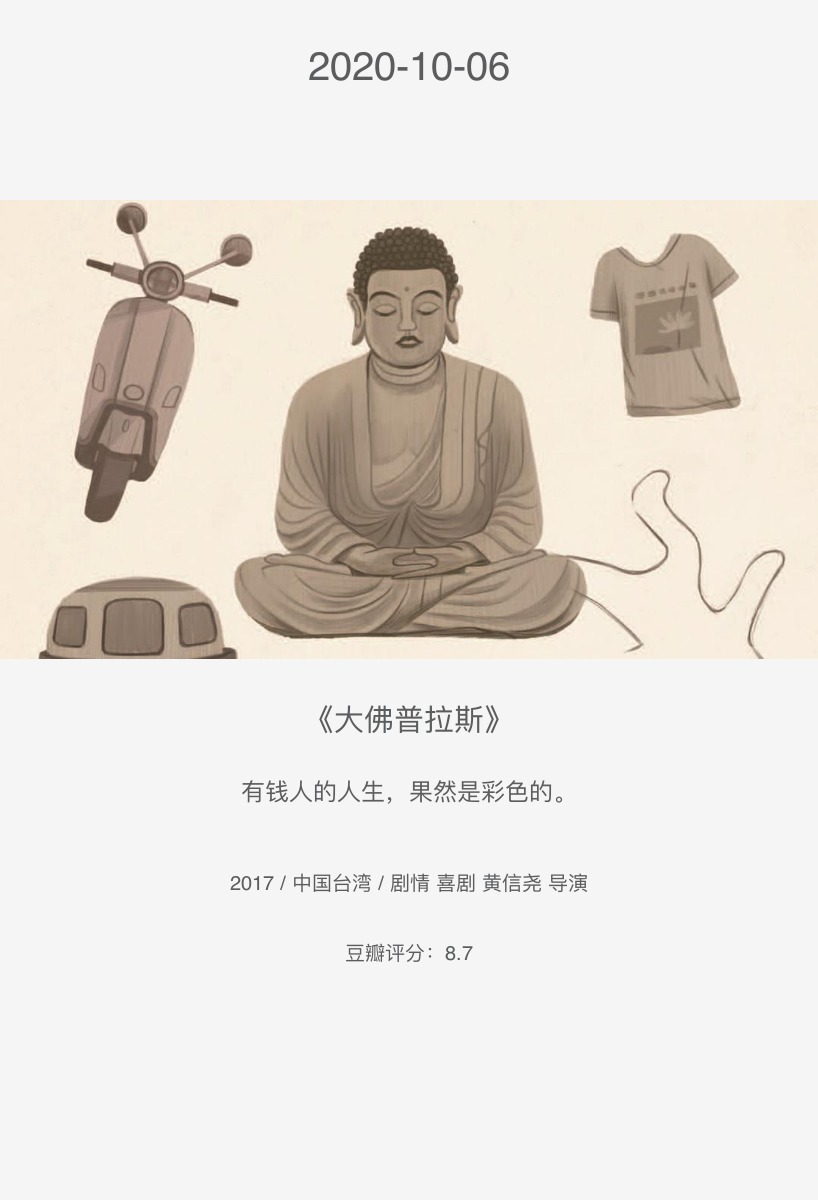 2020-10-06
《大佛普拉斯》
有钱人的人生，果然是彩色的。
2017 / 中国台湾 / 剧情 喜剧 黄信尧 导演
豆瓣评分：8.7